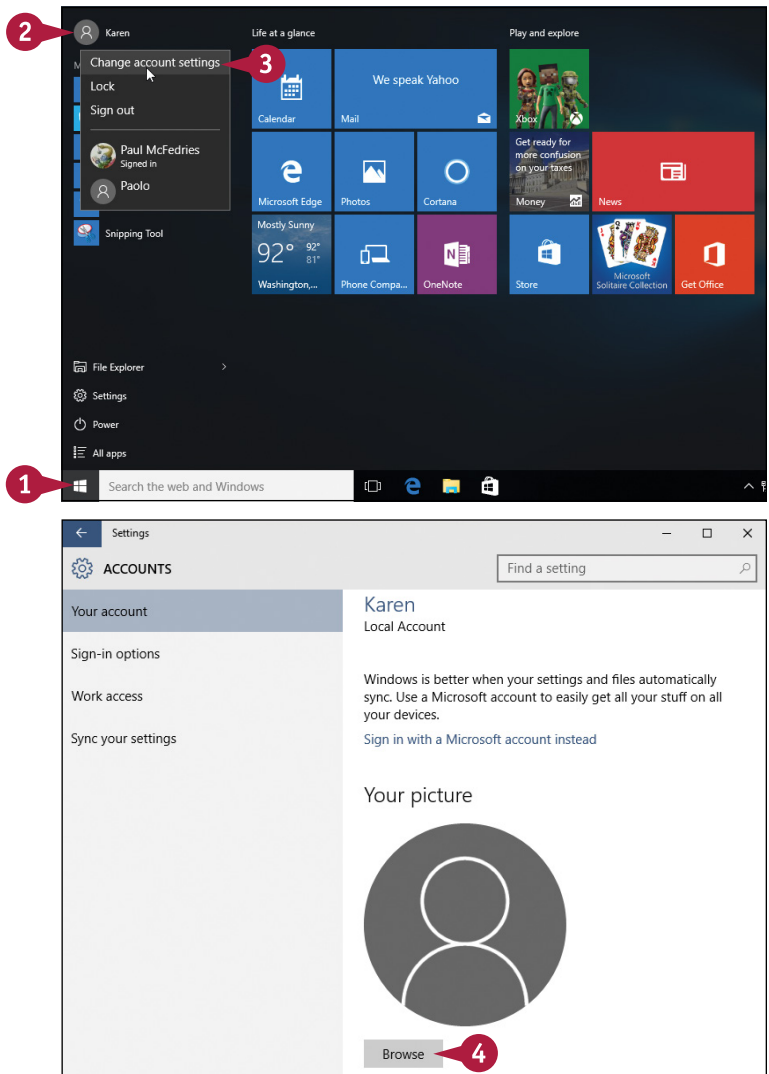 2
Karen
Life at a glance
Play and explore
M
Change account settings
3
Lock
Sign out
Paul McFedries
Signed in
Paolo
Snipping Tool
Calendar
We speak Yahoo
Mail
Xbox
Microsoft Edge
Photos
Cortana
Get ready for
more confusion
on your taxes
Money
News
Mostly Sunny
92° 92°
81°
Washington,...
Phone Compa...
N
OneNote
Store
Microsoft
Solitaire Collection
Get Office
File Explorer
Settings
Power
All apps
1
Search the web and Windows
Settings
ACCOUNTS
Find a setting
Your account
Sign-in options
Work access
Sync your settings
Karen
Local Account
Windows is better when your settings and files automatically
sync. Use a Microsoft account to easily get all your stuff on all
your devices.
Sign in with a Microsoft account instead
Your picture
Browse
4